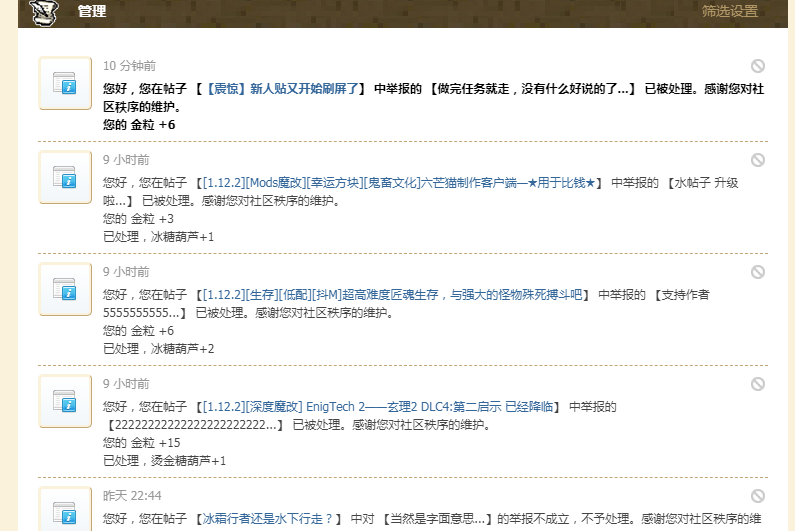 管理
筛选设置
10 分钟前
您好，您在帖子 【【震惊】新人贴又开始刷屏了】 中举报的 【做完任务就走，没有什么好说的了...】 已被处理。感谢您对社
区秩序的维护。
您的 金粒 +6
9 小时前
您好，您在帖子 【[1.12.2][Mods魔改][幸运方块][鬼畜文化]六芒猫制作客户端—★用于比钱★】 中举报的 【水帖子 升级
啦...】 已被处理。感谢您对社区秩序的维护。
您的 金粒 +3
已处理，冰糖葫芦+1
9 小时前
您好，您在帖子 【[1.12.2][生存][低配][抖M]超高难度匠魂生存，与强大的怪物殊死搏斗吧】 中举报的 【支持作者
5555555555...】 已被处理。感谢您对社区秩序的维护。
您的 金粒 +6
已处理，冰糖葫芦+2
9 小时前
您好，您在帖子 【[1.12.2][深度魔改] EnigTech 2——玄理2 DLC4:第二启示 已经降临】 中举报的
【22222222222222222222222...】 已被处理。感谢您对社区秩序的维护。
您的 金粒 +15
已处理，烫金糖葫芦+1
昨天 22:44
您好，您在帖子 【冰箱行者还是水下行走？】 中对 【当然是字面意思...】的举报不成立，不予处理。感谢您对社区秩序的维